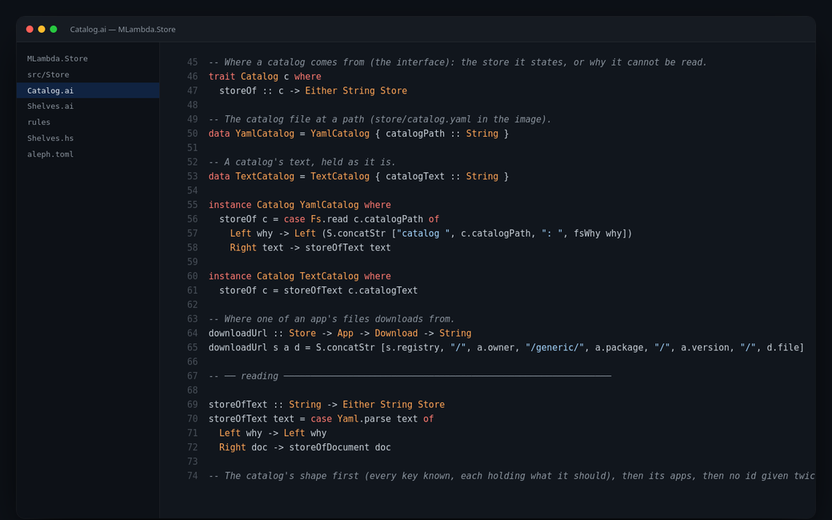 Catalog.ai — MLambda.Store
MLambda.Store
src/Store
Catalog.ai
Shelves.ai
rules
Shelves.hs
aleph.toml
45 -- Where a catalog comes from (the interface): the store it states, or why it cannot be read.
46 trait Catalog c where
47   storeOf :: c -> Either String Store
48
49 -- The catalog file at a path (store/catalog.yaml in the image).
50 data YamlCatalog = YamlCatalog { catalogPath :: String }
51
52 -- A catalog's text, held as it is.
53 data TextCatalog = TextCatalog { catalogText :: String }
54
55 instance Catalog YamlCatalog where
56   storeOf c = case Fs.read c.catalogPath of
57     Left why -> Left (S.concatStr ["catalog ", c.catalogPath, ": ", fsWhy why])
58     Right text -> storeOfText text
59
60 instance Catalog TextCatalog where
61   storeOf c = storeOfText c.catalogText
62
63 -- Where one of an app's files downloads from.
64 downloadUrl :: Store -> App -> Download -> String
65 downloadUrl s a d = S.concatStr [s.registry, "/", a.owner, "/generic/", a.package, "/", a.version, "/", d.file]
66
67 -- —— reading ——————————————————————————————
68
69 storeOfText :: String -> Either String Store
70 storeOfText text = case Yaml.parse text of
71   Left why -> Left why
72   Right doc -> storeOfDocument doc
73
74 -- The catalog's shape first (every key known, each holding what it should), then its apps, then no id given twic